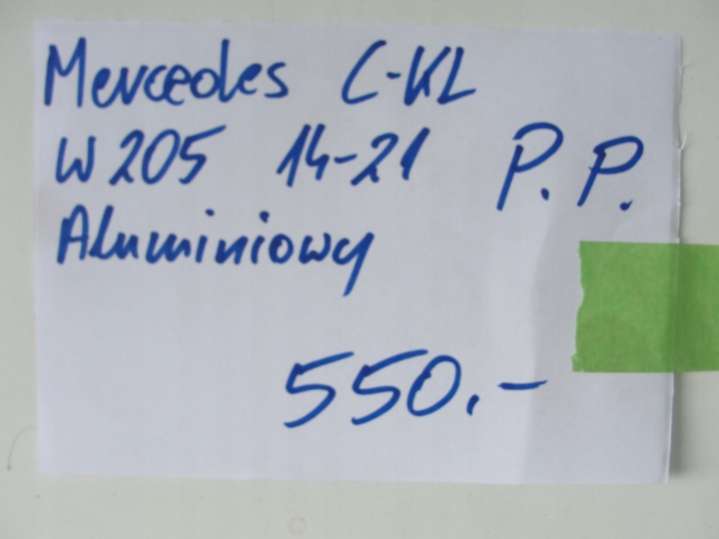 Mercedes C-KL
W205 14-21 P.P.
Aluminiowy
550.-